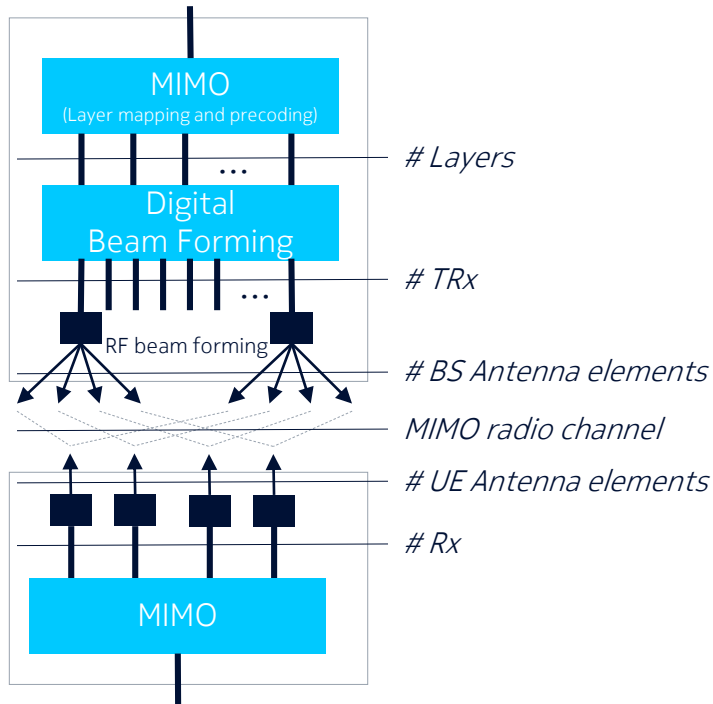 MIMO
(Layer mapping and precoding)
...
# Layers
Digital
Beam Forming
...
# TRx
RF beam forming
# BS Antenna elements
MIMO radio channel
# UE Antenna elements
# Rx
MIMO